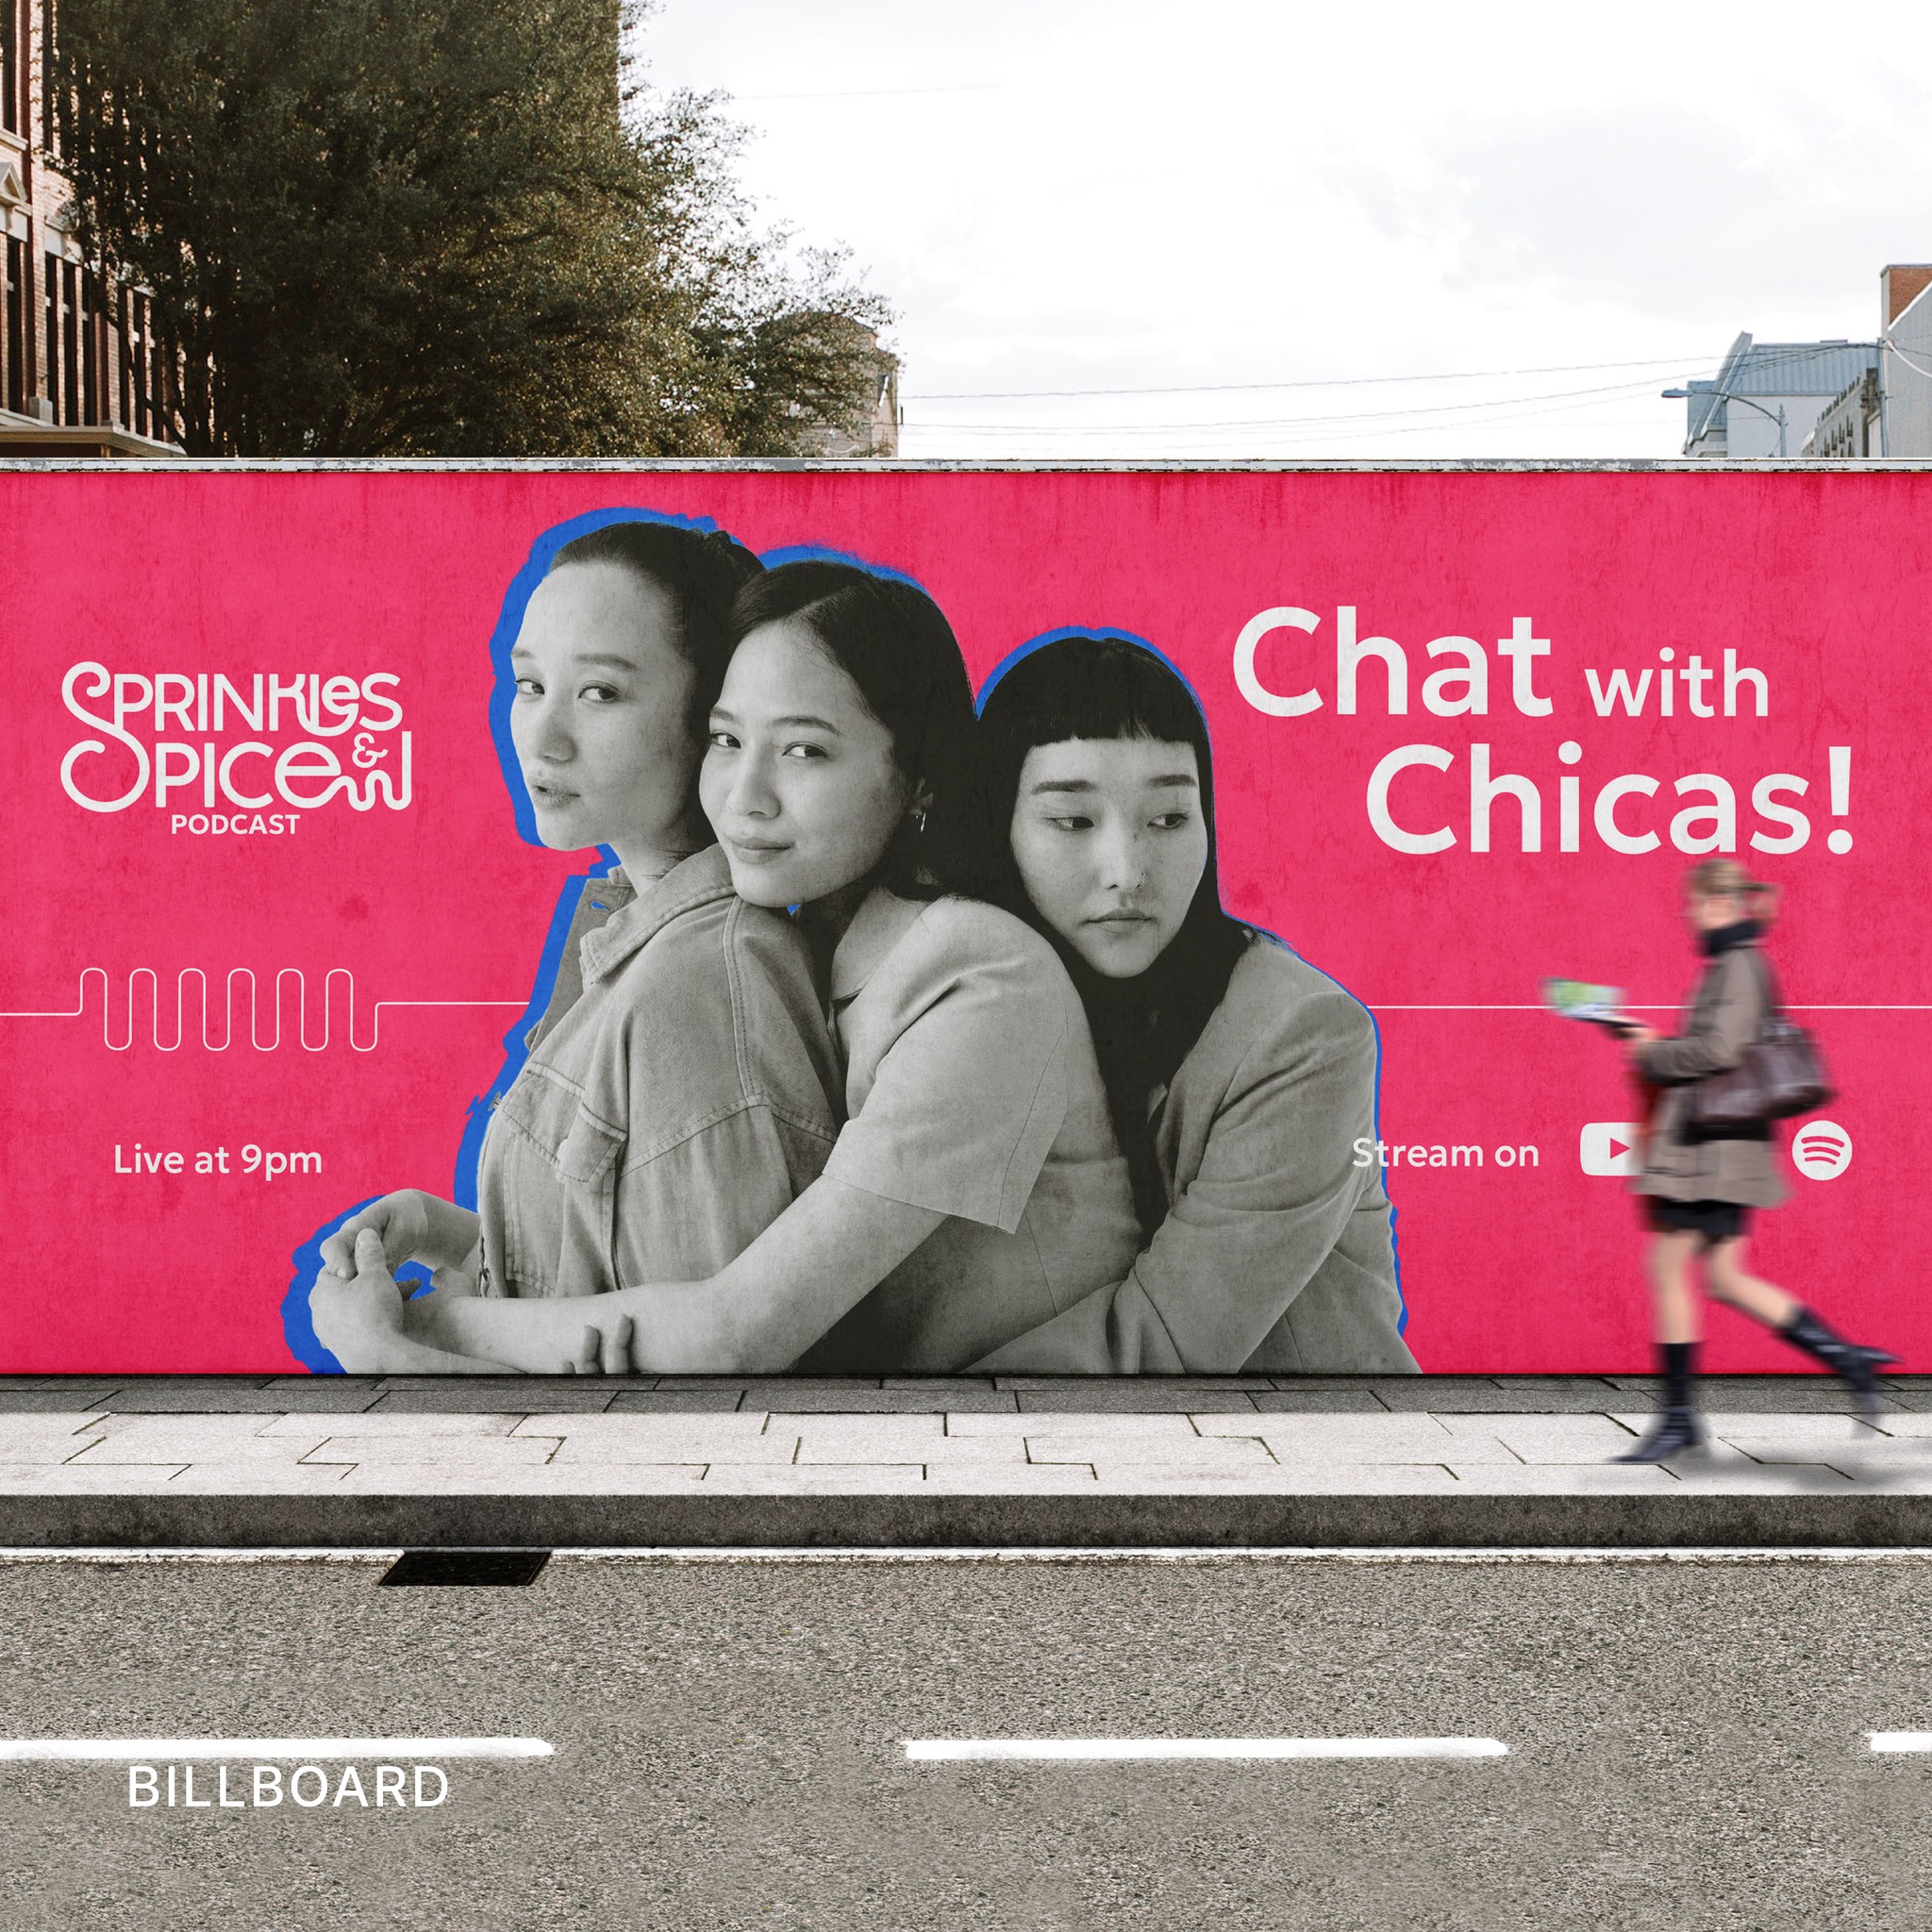 SPRINKleS
& SPICe
PODCAST
Live at 9pm
Chat with
Chicas!
Stream on
BILLBOARD